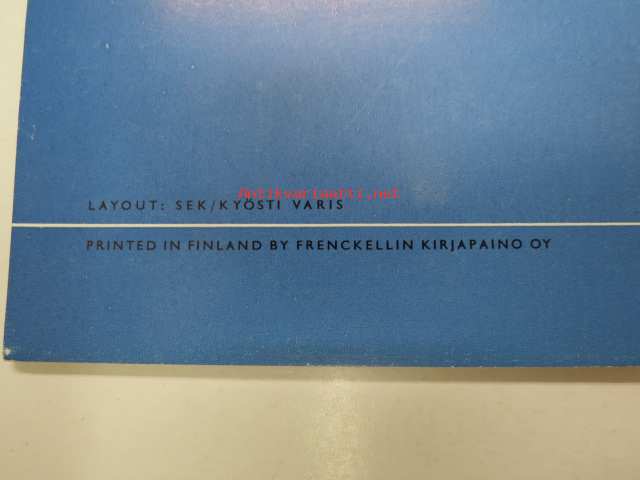 Antikvariaatti.net
LAYOUT: SEK/KYÖSTI VARIS
PRINTED IN FINLAND BY FRENCKELLIN KIRJAPAINO OY